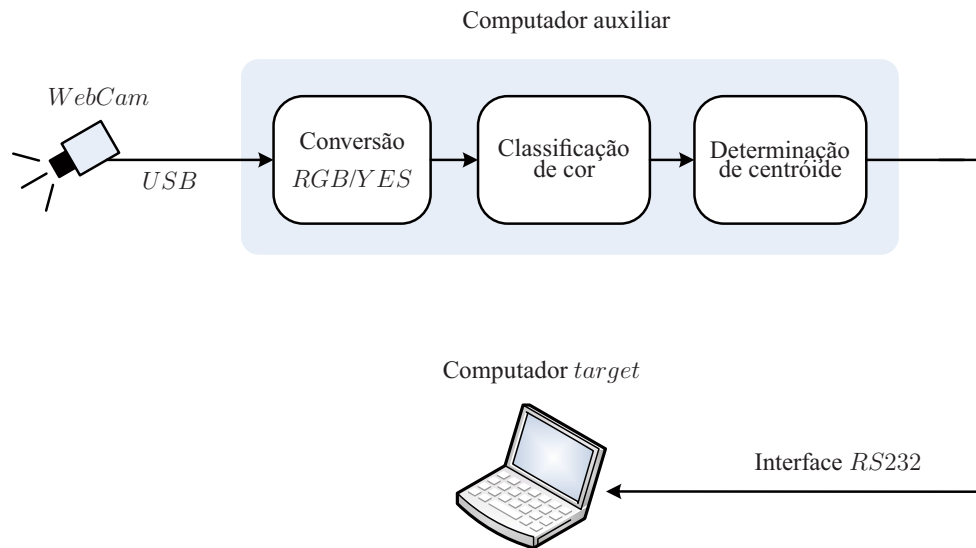 Computador auxiliar
WebCam
USB
Conversão
RGB/YES
Classificação
de cor
Determinação
de centróide
Computador target
Interface RS232